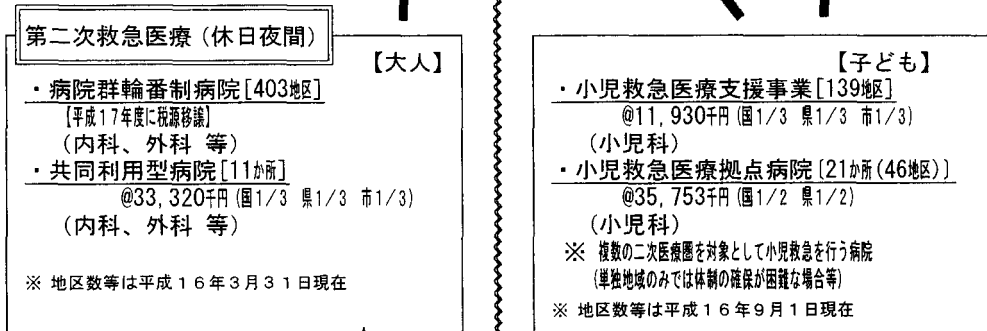 第二次救急医療（休日夜間）
【大人】
・病院群輪番制病院[403地区]
【平成17年度に税源移譲】
（内科、外科 等）
・共同利用型病院[11か所]
@33,320千円（国1/3 県1/3 市1/3）
（内科、外科 等）
※ 地区数等は平成16年3月31日現在
【子ども】
・小児救急医療支援事業[139地区]
@11,930千円（国1/3 県1/3 市1/3）
（小児科）
・小児救急医療拠点病院[21か所(46地区)]
@35,753千円（国1/2 県1/2）
（小児科）
※ 複数の二次医療圏を対象として小児救急を行う病院
（単独地域のみでは体制の確保が困難な場合等）
※ 地区数等は平成16年9月1日現在